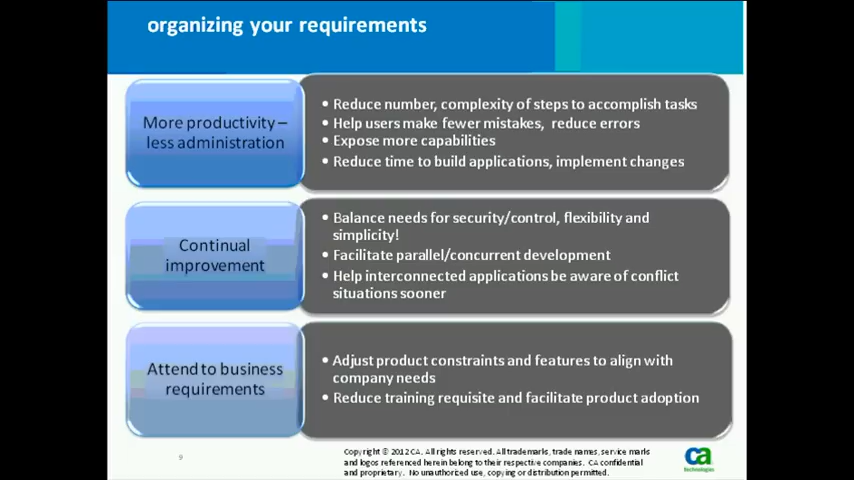 organizing your requirements
More productivity –
less administration
• Reduce number, complexity of steps to accomplish tasks
• Help users make fewer mistakes, reduce errors
• Expose more capabilities
• Reduce time to build applications, implement changes
Continual
improvement
• Balance needs for security/control, flexibility and
simplicity!
• Facilitate parallel/concurrent development
• Help interconnected applications be aware of conflict
situations sooner
Attend to business
requirements
• Adjust product constraints and features to align with
company needs
• Reduce training requisite and facilitate product adoption
9
Copyright © 2012 CA. All rights reserved. All trademarks, trade names, service marks
and logos referenced herein belong to their respective companies. CA confidential
and proprietary. No unauthorized use, copying or distribution permitted.
ca
technologies